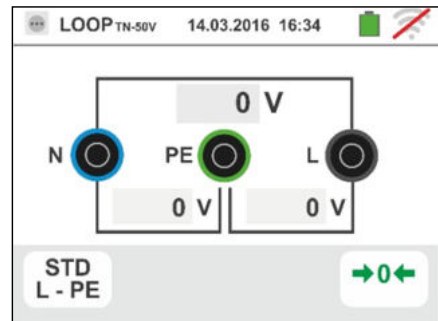 LOOP TN-50V 14.03.2016 16:34
0 V
N PE L
0 V 0 V
STD
L - PE
→0←